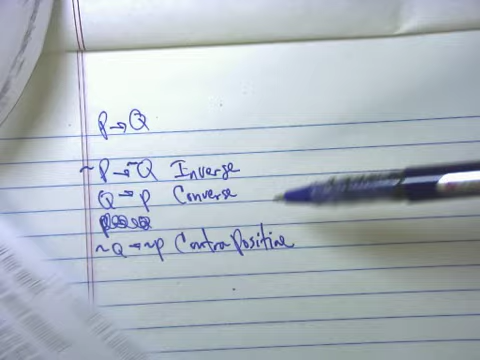 P → Q
~P → ~Q Inverse
Q → P Converse
~Q → ~P Contra Positive